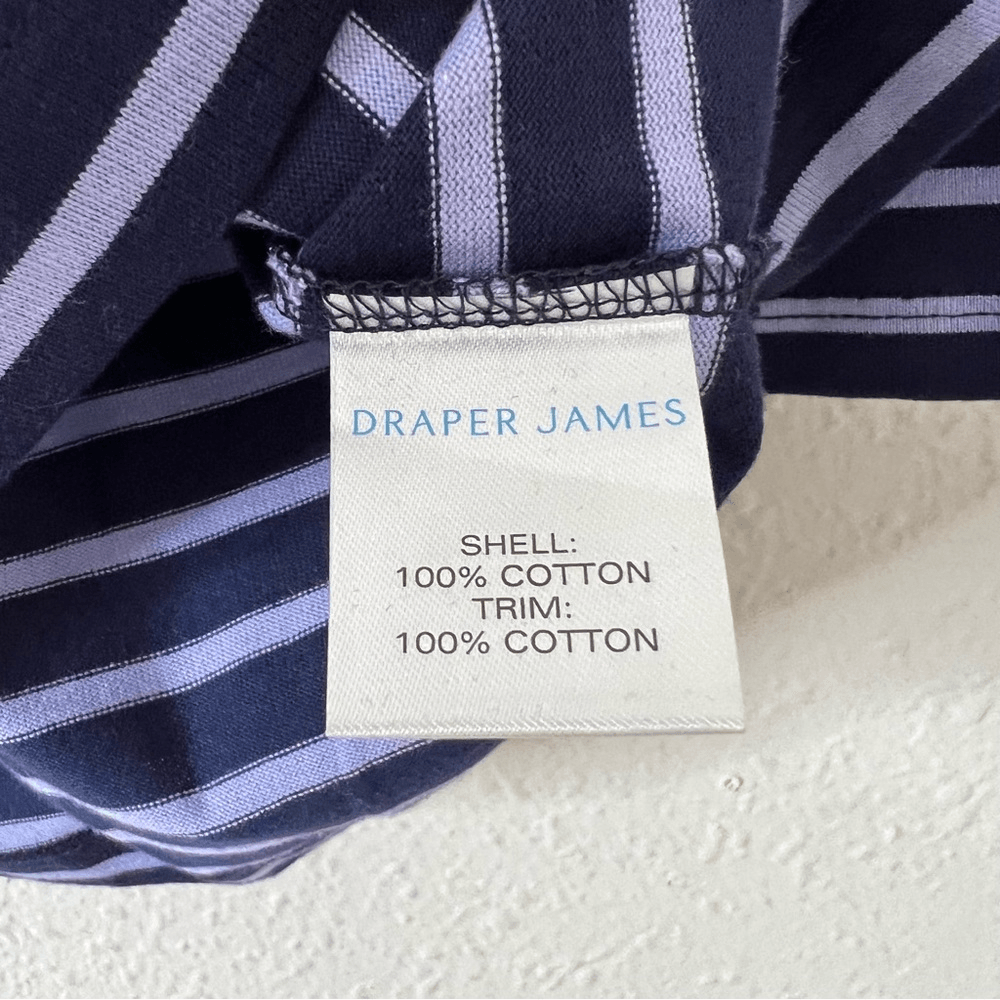 DRAPER JAMES
SHELL:
100% COTTON
TRIM:
100% COTTON